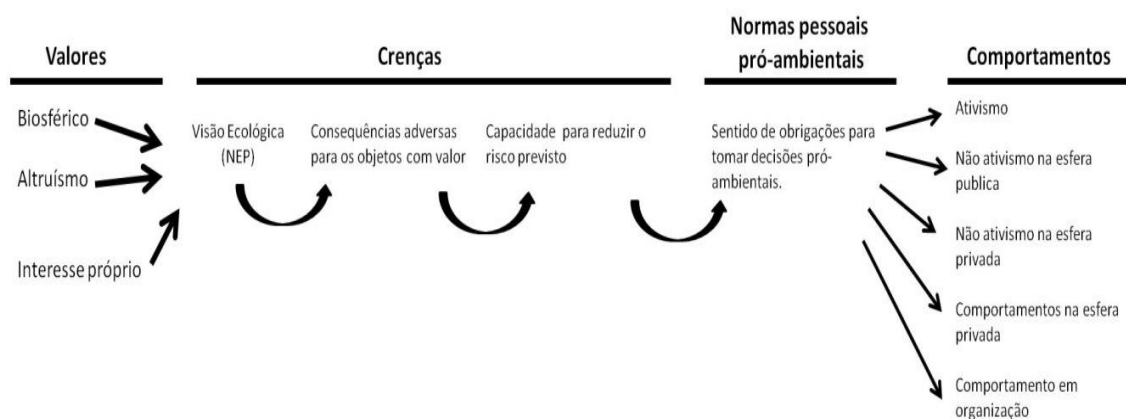 Valores
Crenças
Normas pessoais
pró-ambientais
Comportamentos
Biosférico
Altruísmo
Interesse próprio
Visão Ecológica
(NEP)
Consequências adversas
para os objetos com valor
Capacidade para reduzir o
risco previsto
Sentido de obrigações para
tomar decisões pró-
ambientais.
Ativismo
Não ativismo na esfera
publica
Não ativismo na esfera
privada
Comportamentos na esfera
privada
Comportamento em
organização